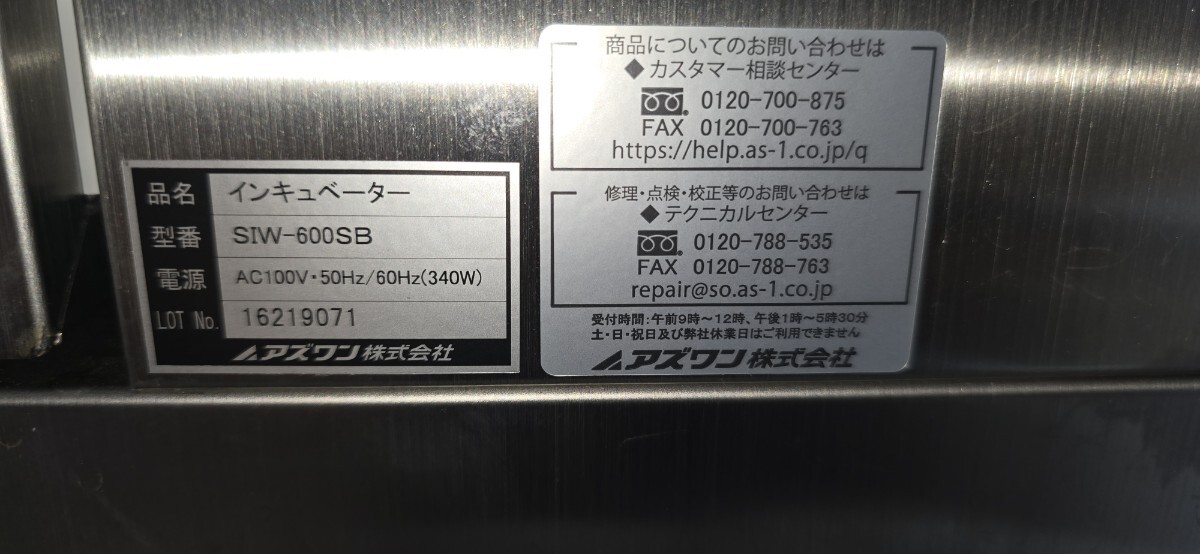 品名 インキュベーター
型番 SIW-600SB
電源 AC100V・50Hz/60Hz(340W)
LOT No. 16219071
アズワン株式会社
商品についてのお問い合わせは
◆カスタマー相談センター
0120-700-875
FAX 0120-700-763
https://help.as-1.co.jp/q
修理・点検・校正等のお問い合わせは
◆テクニカルセンター
0120-788-535
FAX 0120-788-763
repair@so.as-1.co.jp
受付時間:午前9時〜12時、午後1時〜5時30分
土・日・祝日及び弊社休業日はご利用できません
アズワン株式会社